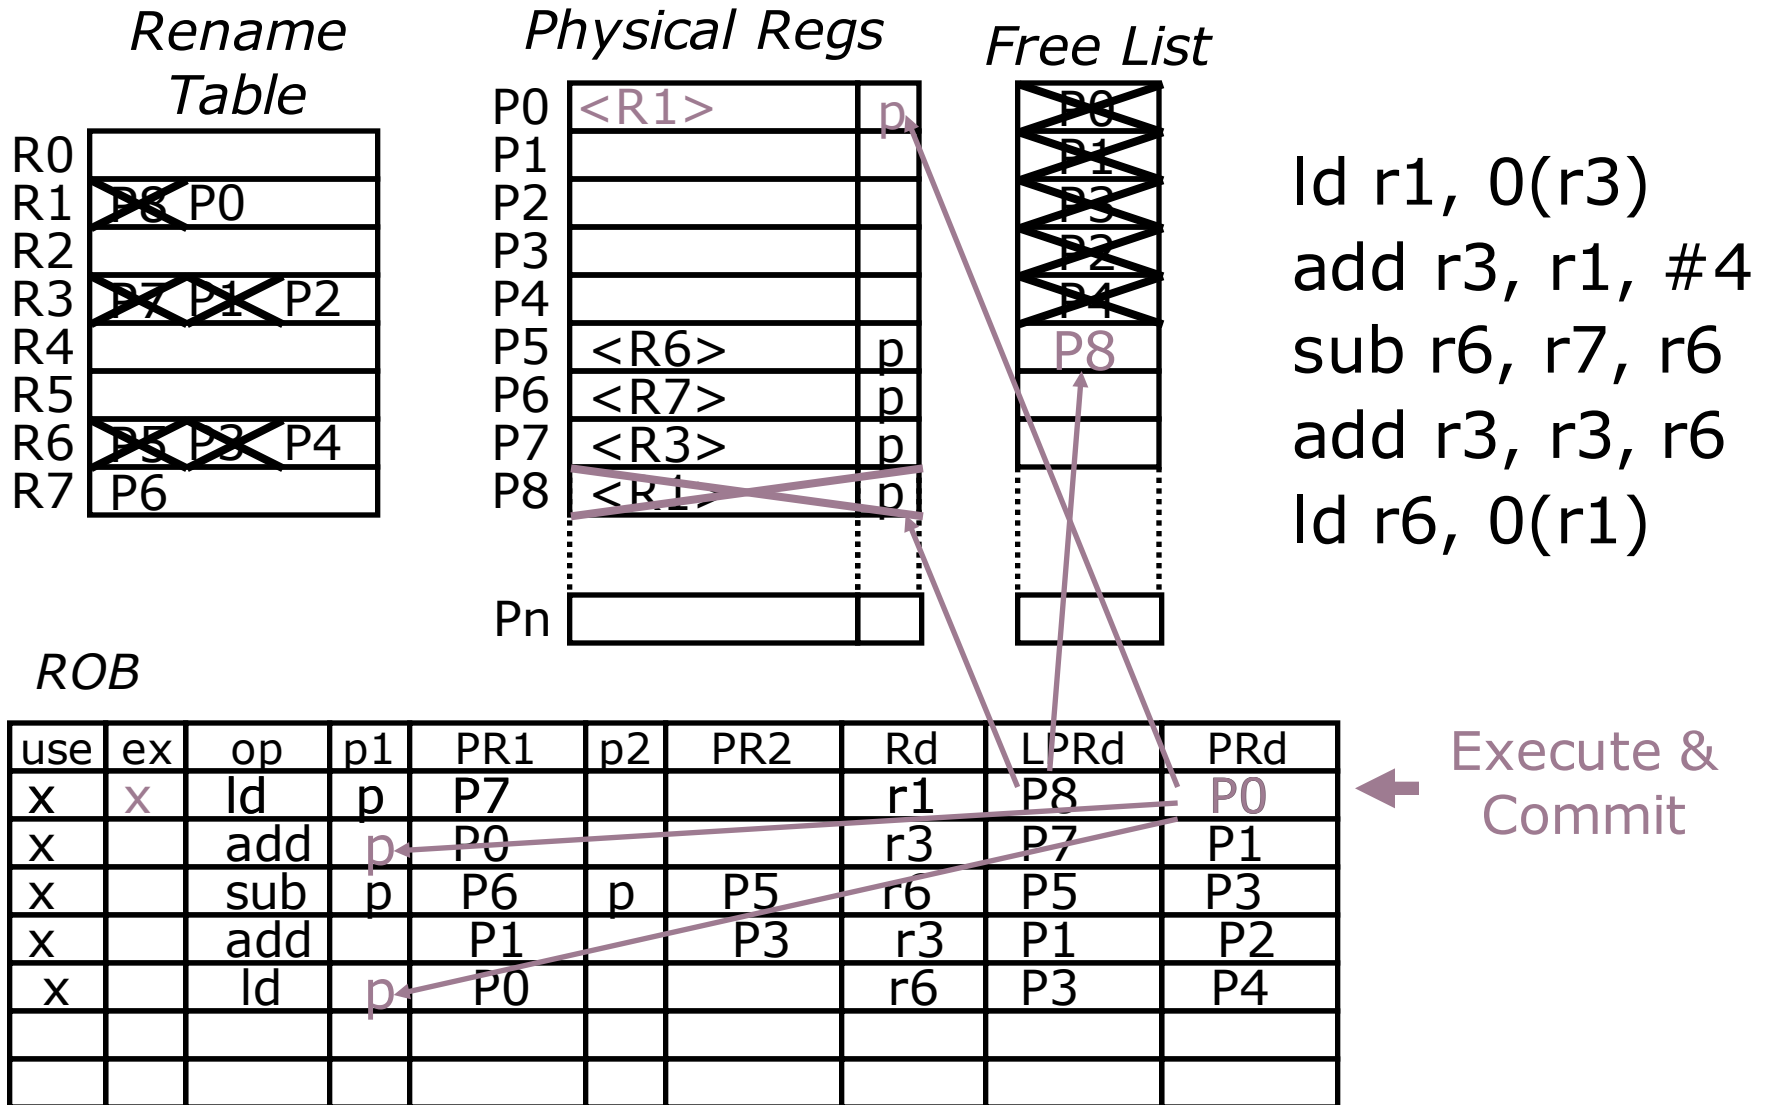 Rename Table
R0
R1 P8 P0
R2
R3 P7 P1 P2
R4
R5
R6 P5 P3 P4
R7 P6
Physical Regs
P0 <R1> p
P1
P2
P3
P4
P5 <R6> p
P6 <R7> p
P7 <R3> p
P8 <R1> p
Pn
Free List
P0
P1
P3
P2
P4
P8
ld r1, 0(r3)
add r3, r1, #4
sub r6, r7, r6
add r3, r3, r6
ld r6, 0(r1)
ROB
use ex op p1 PR1 p2 PR2 Rd LPRd PRd
x x ld p P7 r1 P8 P0
x add p P0 r3 P7 P1
x sub p P6 p P5 r6 P5 P3
x add P1 P3 r3 P1 P2
x ld p P0 r6 P3 P4
Execute &
Commit